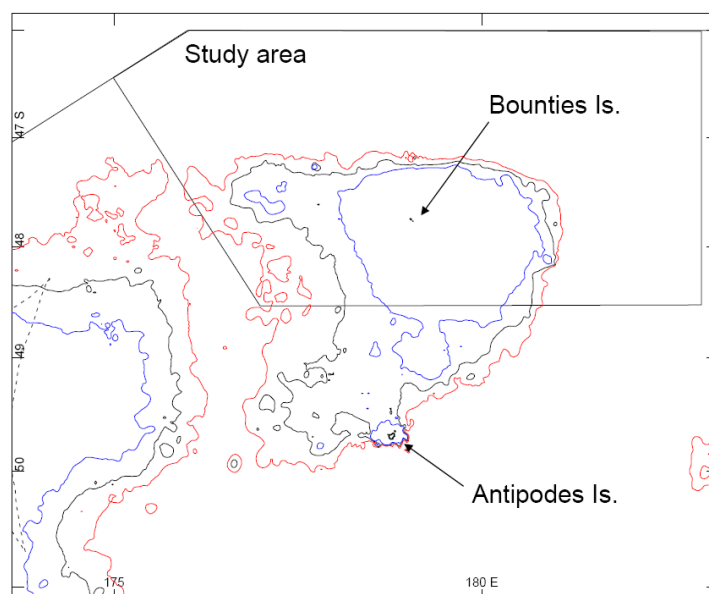 Study area
Bounties Is.
47 S
48
49
50
Antipodes Is.
175
180 E